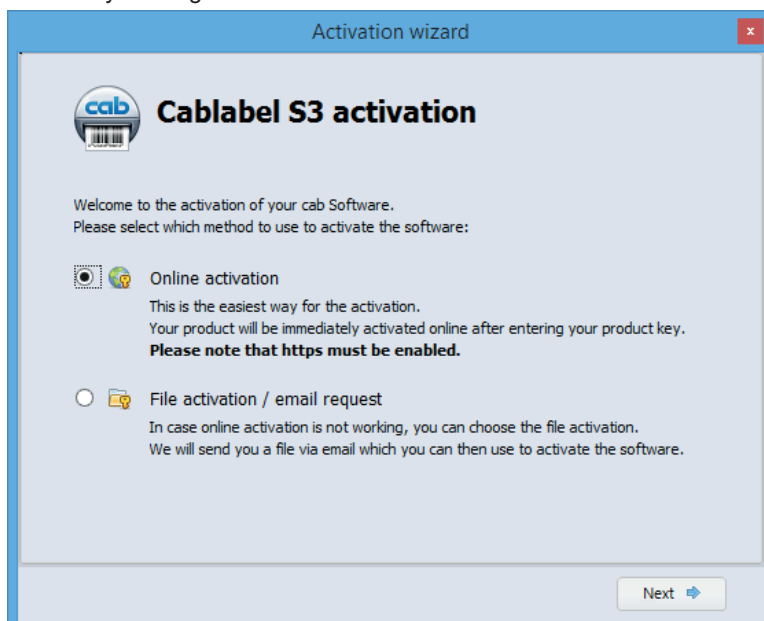 Activation wizard
x
cab
Cablabel S3 activation
Welcome to the activation of your cab Software.
Please select which method to use to activate the software:
Online activation
This is the easiest way for the activation.
Your product will be immediately activated online after entering your product key.
Please note that https must be enabled.
File activation / email request
In case online activation is not working, you can choose the file activation.
We will send you a file via email which you can then use to activate the software.
Next